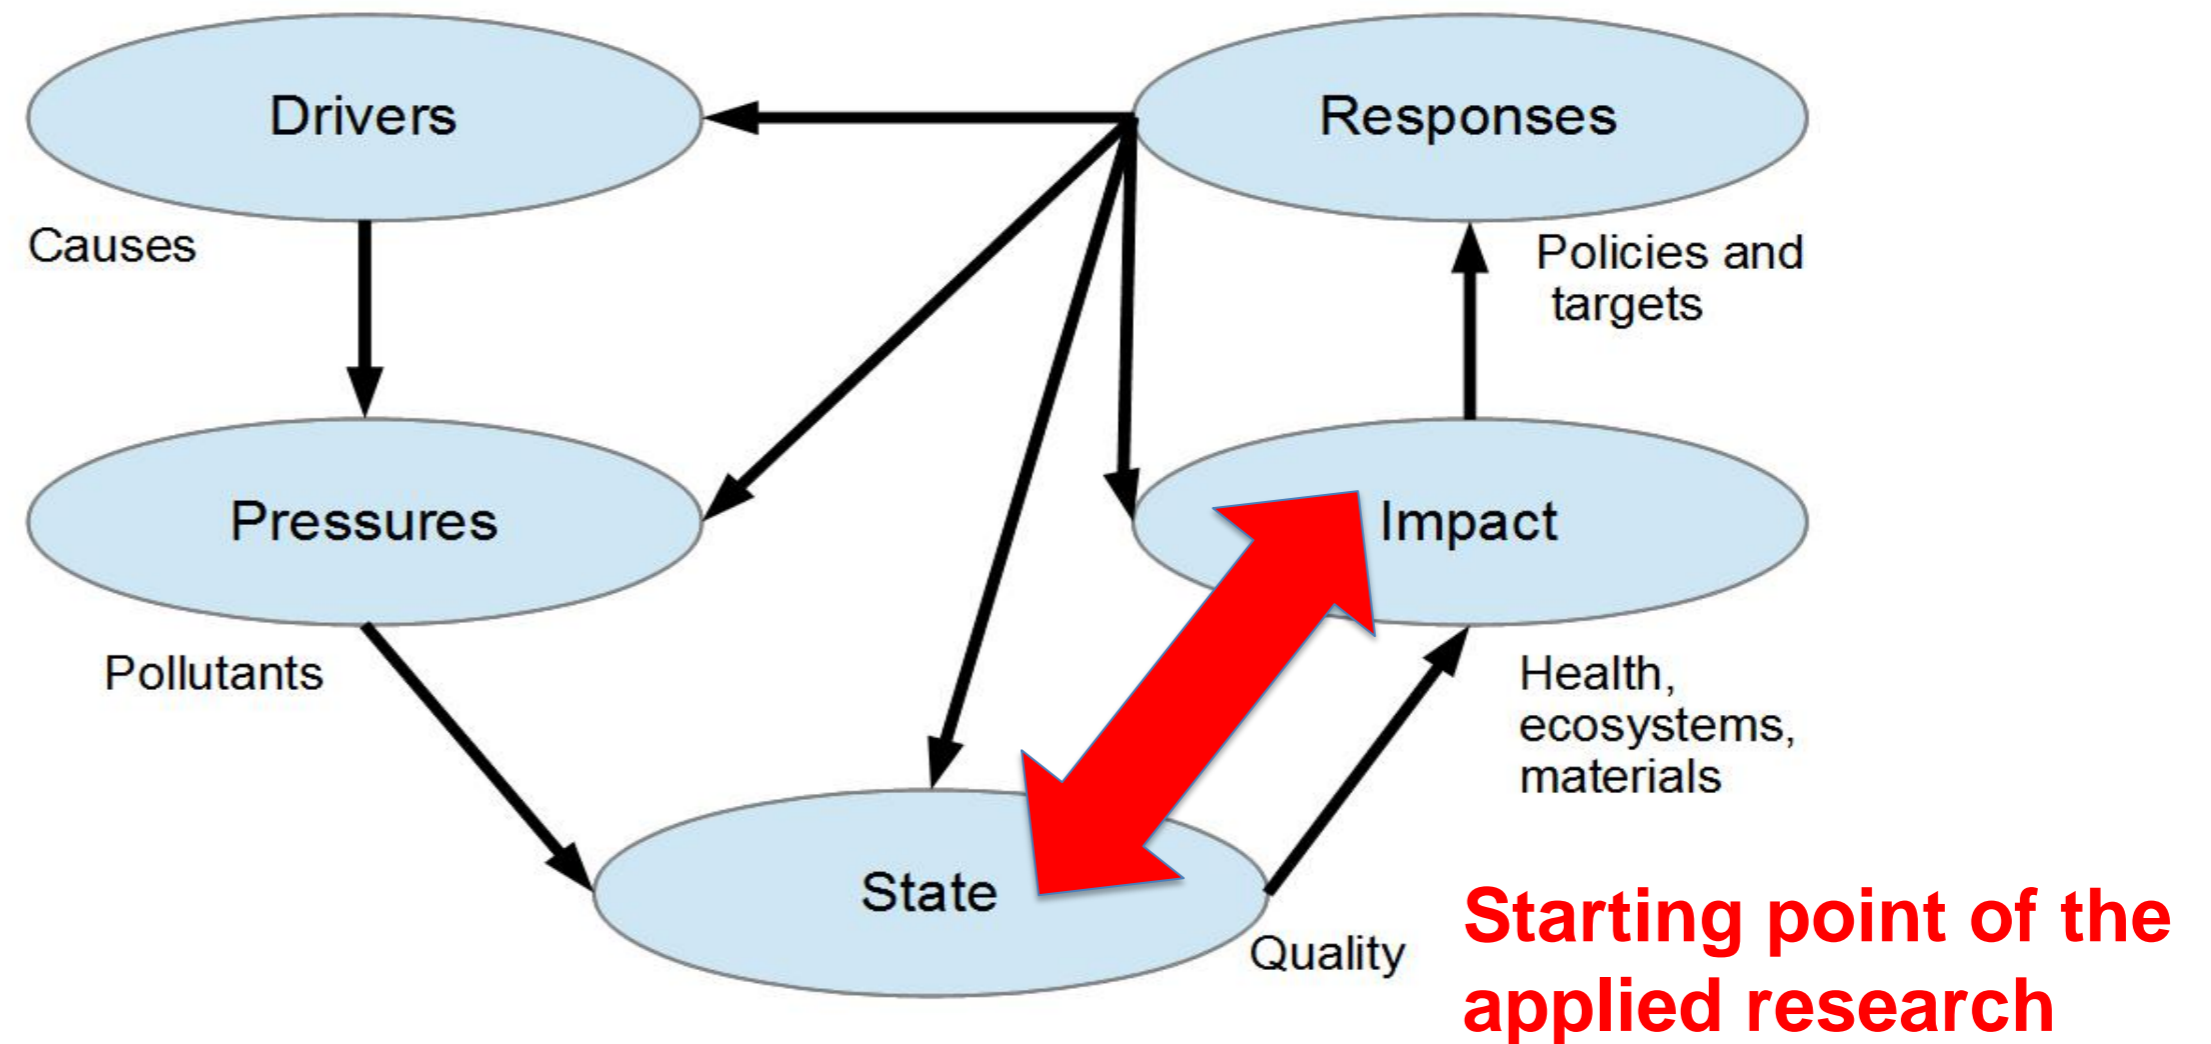 Drivers
Responses
Causes
Policies and
targets
Pressures
Impact
Pollutants
Health,
ecosystems,
materials
State
Quality
Starting point of the
applied research